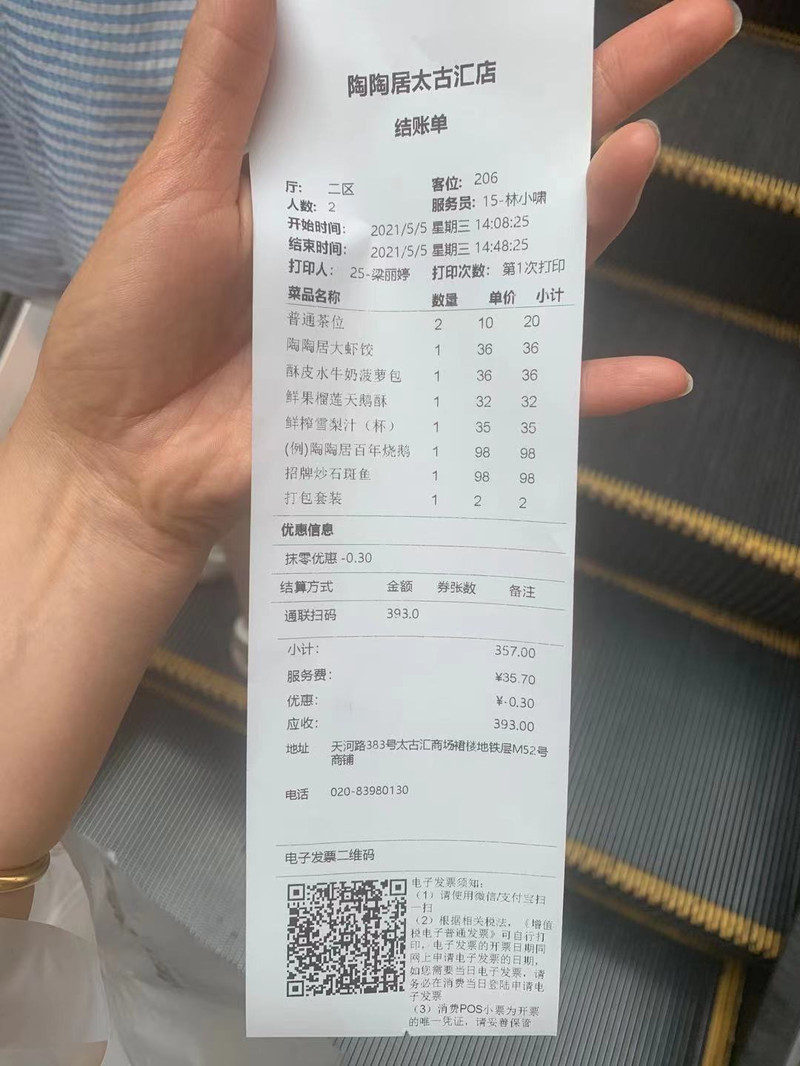 陶陶居太古汇店
结账单
厅: 二区 客位: 206
人数: 2 服务员: 15-林小啸
开始时间: 2021/5/5 星期三 14:08:25
结束时间: 2021/5/5 星期三 14:48:25
打印人: 25-梁丽婷 打印次数: 第1次打印
菜品名称 数量 单价 小计
普通茶位 2 10 20
陶陶居大虾饺 1 36 36
酥皮水牛奶菠萝包 1 36 36
鲜果榴莲天鹅酥 1 32 32
鲜榨雪梨汁（杯） 1 35 35
(例)陶陶居百年烧鹅 1 98 98
招牌炒石斑鱼 1 98 98
打包套装 1 2 2
优惠信息
抹零优惠 -0.30
结算方式 金额 券张数 备注
通联扫码 393.0
小计: 357.00
服务费: ¥35.70
优惠: ¥-0.30
应收: 393.00
地址 天河路383号太古汇商场裙楼地铁层M52号
商铺
电话 020-83980130
电子发票二维码
电子发票须知:
（1）请使用微信/支付宝扫
一扫
（2）根据相关税法，《增值
税电子普通发票》可自行打
印，电子发票的开票日期同
网上申请电子发票的日期，
如您需要当日电子发票，请
务必在消费当日登陆申请电
子发票
（3）消费POS小票为开票
的唯一凭证，请妥善保管